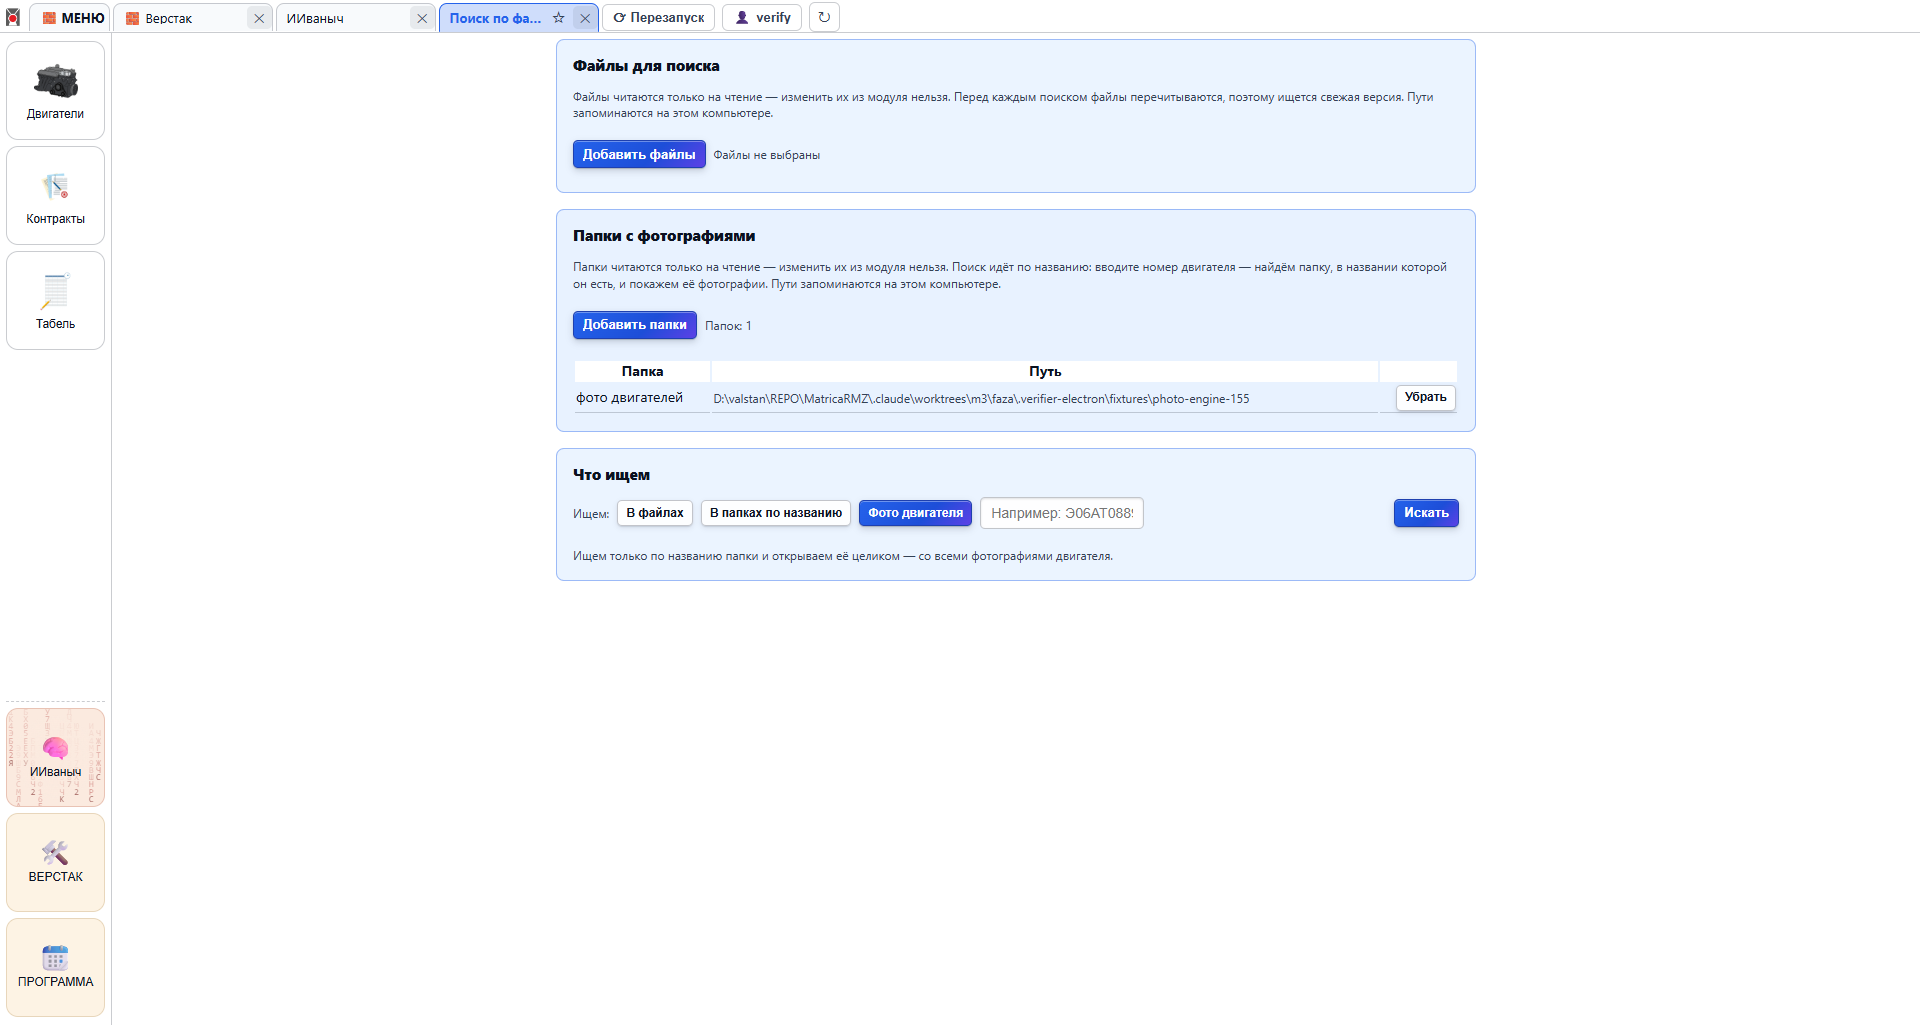 МЕНЮ
Верстак
ИИваныч
Поиск по фа...
Перезапуск
verify
Двигатели
Контракты
Табель
ИИваныч
ВЕРСТАК
ПРОГРАММА
Файлы для поиска
Файлы читаются только на чтение — изменить их из модуля нельзя. Перед каждым поиском файлы перечитываются, поэтому ищется свежая версия. Пути
запоминаются на этом компьютере.
Добавить файлы Файлы не выбраны
Папки с фотографиями
Папки читаются только на чтение — изменить их из модуля нельзя. Поиск идёт по названию: вводите номер двигателя — найдём папку, в названии которой
он есть, и покажем её фотографии. Пути запоминаются на этом компьютере.
Добавить папки Папок: 1
Папка Путь
фото двигателей D:\valstan\REPO\MatricaRMZ\.claude\worktrees\m3\faza\.verifier-electron\fixtures\photo-engine-155 Убрать
Что ищем
Ищем: В файлах В папках по названию Фото двигателя Например: Э06АТ088 Искать
Ищем только по названию папки и открываем её целиком — со всеми фотографиями двигателя.